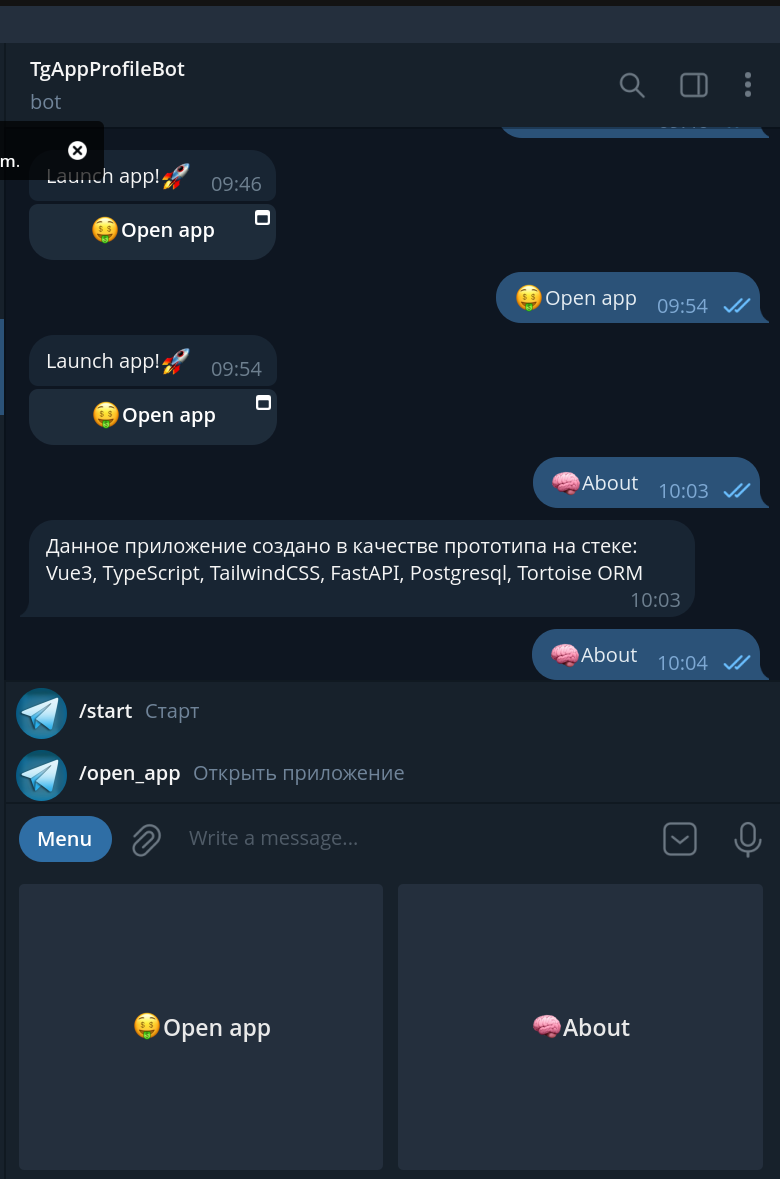 TgAppProfileBot
bot
m.
Launch app!🚀 09:46
🤑Open app
🤑Open app 09:54
Launch app!🚀 09:54
🤑Open app
🧠About 10:03
Данное приложение создано в качестве прототипа на стеке:
Vue3, TypeScript, TailwindCSS, FastAPI, Postgresql, Tortoise ORM
10:03
🧠About 10:04
/start Старт
/open_app Открыть приложение
Menu Write a message...
🤑Open app 🧠About